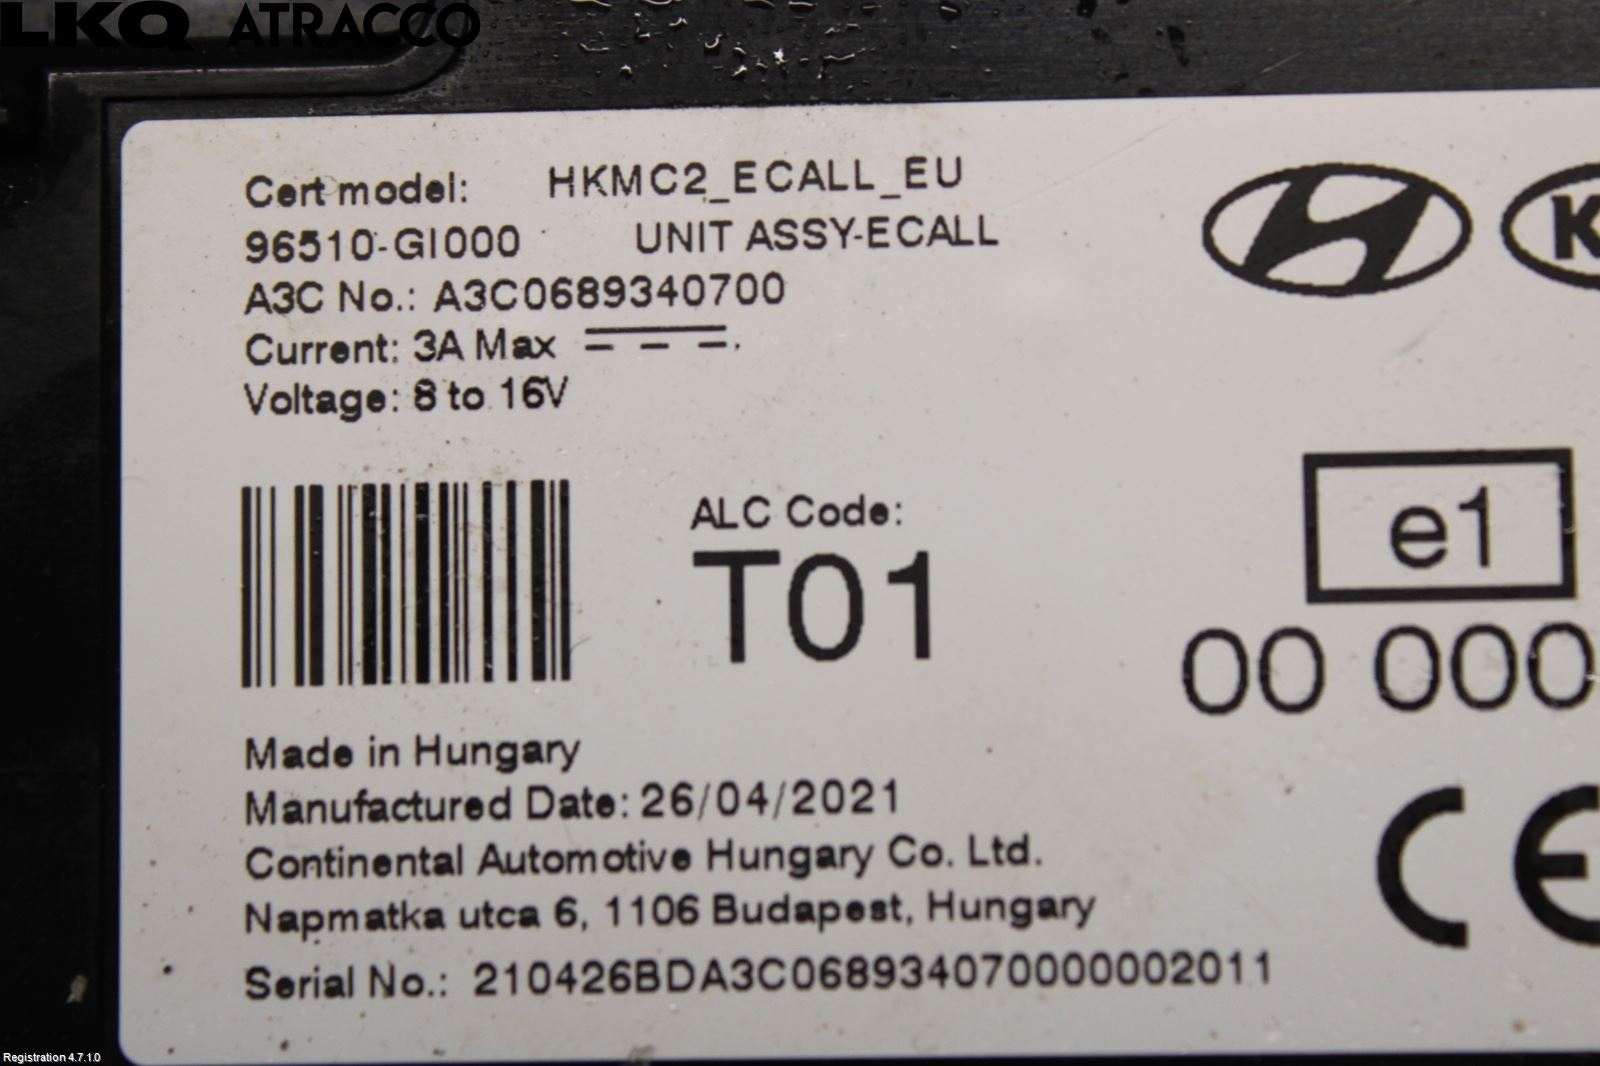 LKQ ATRACCO
Cert model: HKMC2_ECALL_EU
96510-GI000 UNIT ASSY-ECALL
A3C No.: A3C0689340700
Current: 3A Max
Voltage: 8 to 16V
ALC Code:
T01
e1
00 000
Made in Hungary
Manufactured Date: 26/04/2021
Continental Automotive Hungary Co. Ltd.
Napmatka utca 6, 1106 Budapest, Hungary
Serial No.: 210426BDA3C0689340700000002011
CE
Registration 4.7.1.0